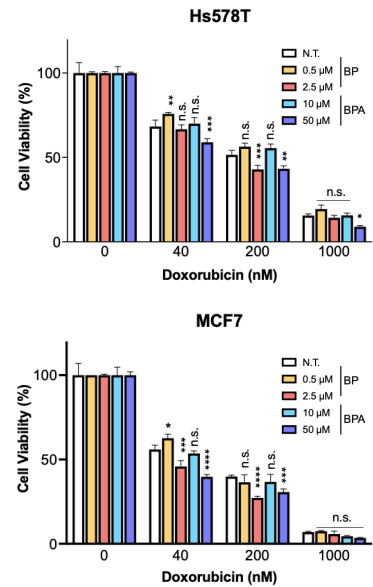 Hs578T
Cell Viability (%)
100
50
0
N.T.
0.5 µM
2.5 µM
BP
10 µM
50 µM
BPA
** n.s. n.s. ***
n.s. *** n.s. **
n.s. *
0 40 200 1000
Doxorubicin (nM)
MCF7
Cell Viability (%)
100
50
0
N.T.
0.5 µM
2.5 µM
BP
10 µM
50 µM
BPA
* *** n.s. ****
n.s. **** n.s. ***
n.s.
0 40 200 1000
Doxorubicin (nM)